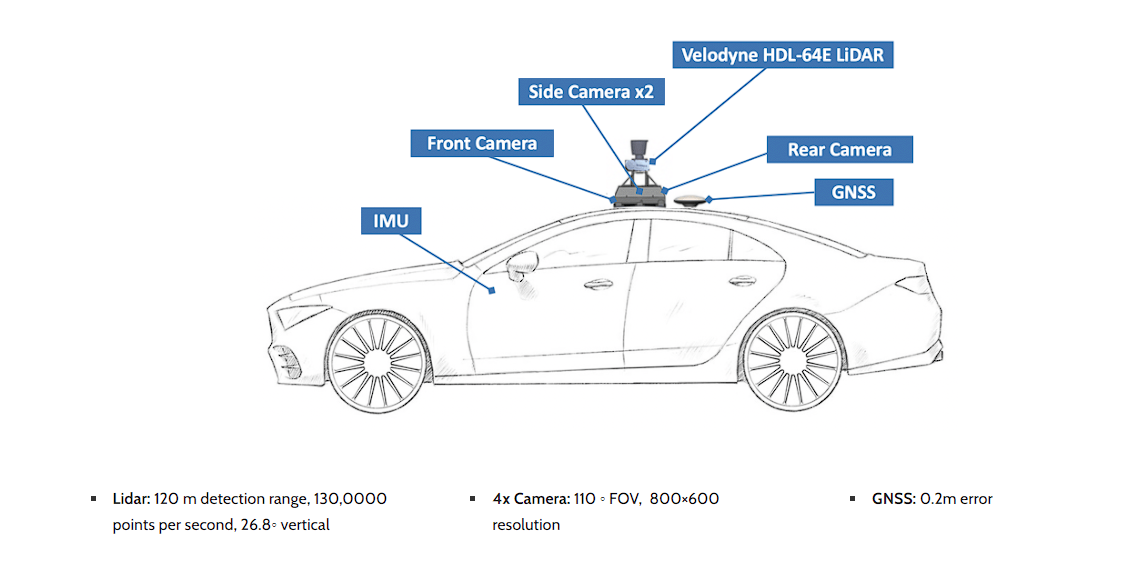 Velodyne HDL-64E LiDAR
Side Camera x2
Front Camera
Rear Camera
GNSS
IMU
Lidar: 120 m detection range, 130,0000
points per second, 26.8◦ vertical
4x Camera: 110 ◦ FOV, 800×600
resolution
GNSS: 0.2m error